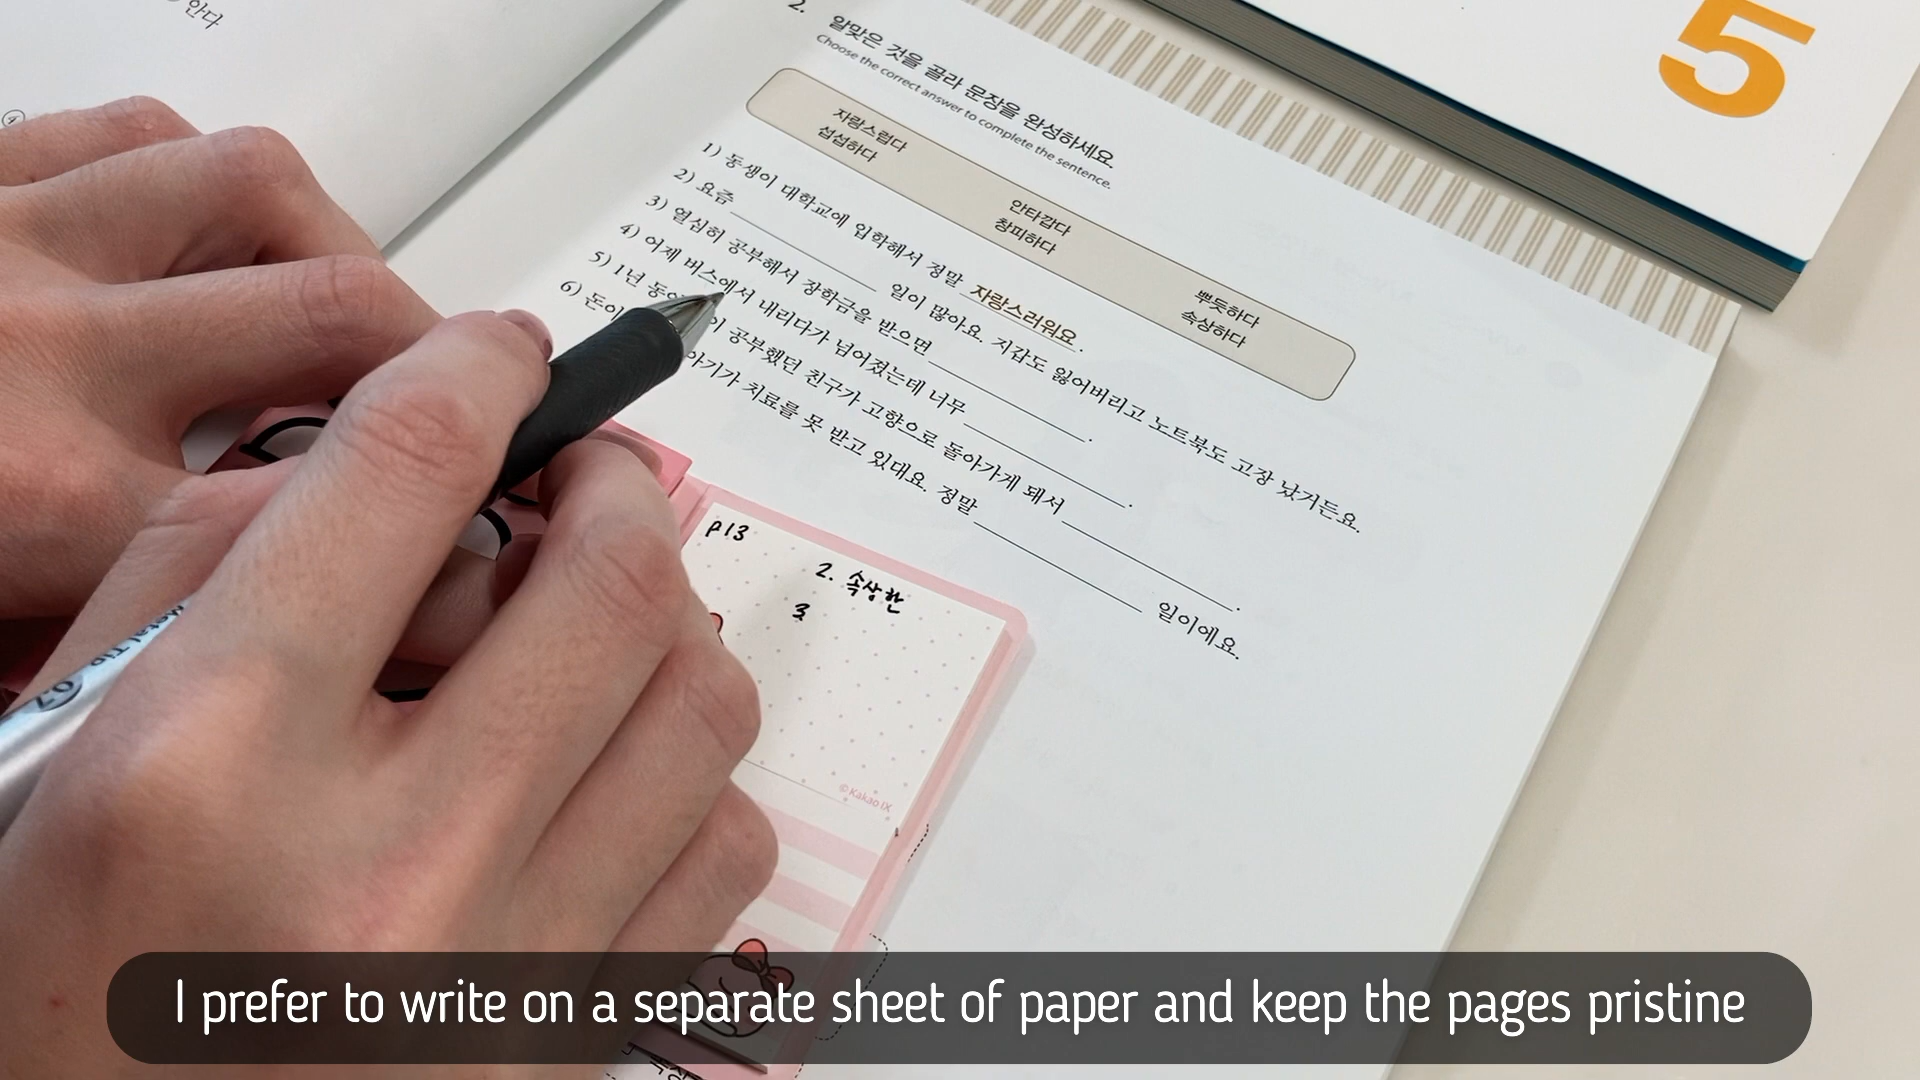 안다
④
5
2. 알맞은 것을 골라 문장을 완성하세요.
Choose the correct answer to complete the sentence.
자랑스럽다 안타깝다 뿌듯하다
섭섭하다 창피하다 속상하다
1) 동생이 대학교에 입학해서 정말 자랑스러워요.
2) 요즘 일이 많아요. 지갑도 잃어버리고 노트북도 고장 났거든요.
3) 열심히 공부해서 장학금을 받으면 .
4) 어제 버스에서 내리다가 넘어졌는데 너무 .
5) 1년 동 이 공부했던 친구가 고향으로 돌아가게 돼서 .
6) 돈이 아기가 치료를 못 받고 있대요. 정말 일이에요.
p13
2. 속상한
3
©Kakao IX
Metal Tip
0.7
I prefer to write on a separate sheet of paper and keep the pages pristine